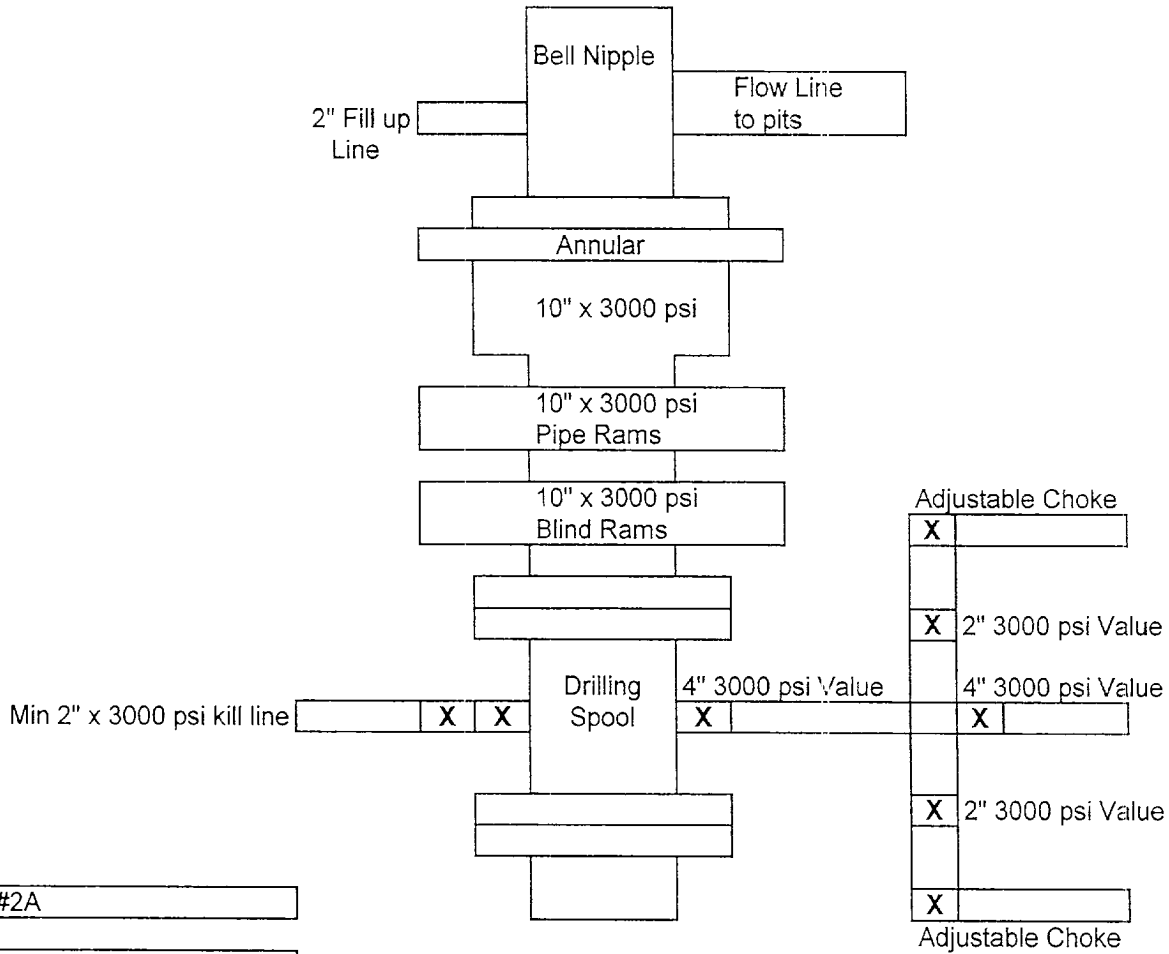 Bell Nipple
Flow Line
to pits
2" Fill up
Line
Annular
10" x 3000 psi
10" x 3000 psi
Pipe Rams
10" x 3000 psi
Blind Rams
Adjustable Choke
X
X 2" 3000 psi Value
Drilling
Spool
4" 3000 psi Value
4" 3000 psi Value
Min 2" x 3000 psi kill line
X X
X
X
X 2" 3000 psi Value
#2A
X
Adjustable Choke